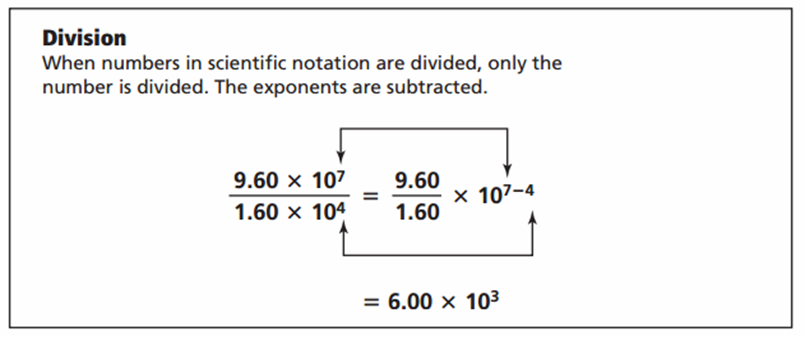 Division
When numbers in scientific notation are divided, only the
number is divided. The exponents are subtracted.
9.60 × 10⁷ / 1.60 × 10⁴ = 9.60 / 1.60 × 10⁷⁻⁴
= 6.00 × 10³